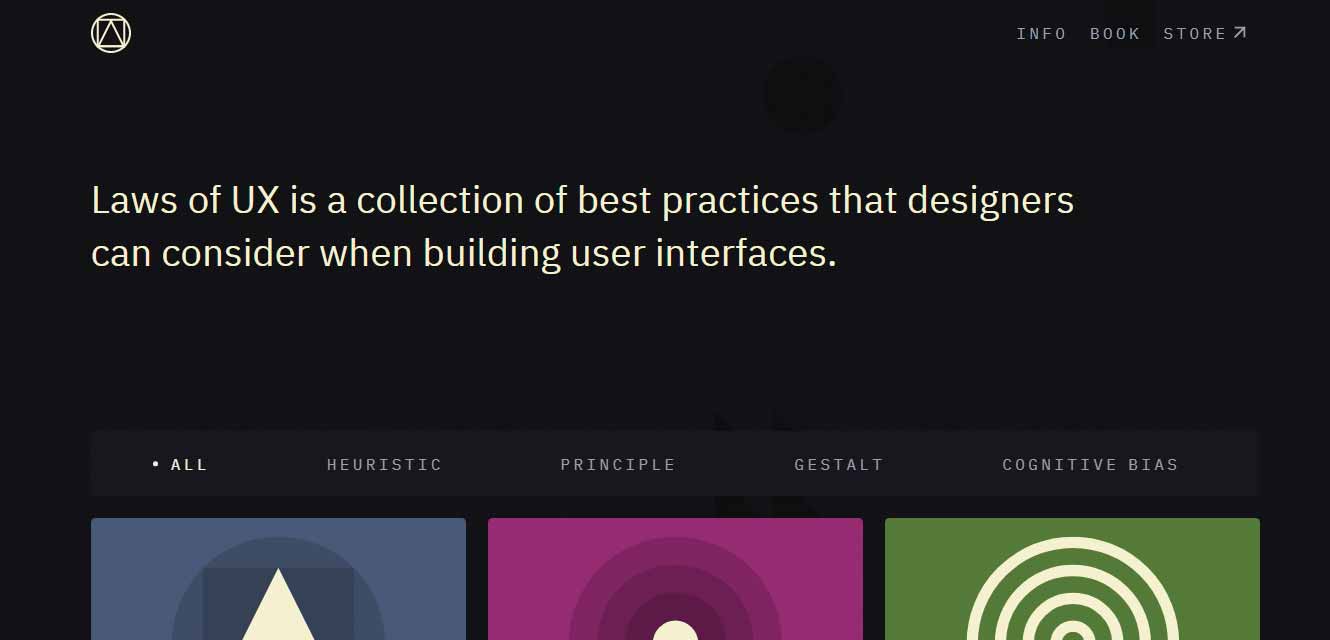 INFO BOOK STORE
Laws of UX is a collection of best practices that designers
can consider when building user interfaces.
ALL HEURISTIC PRINCIPLE GESTALT COGNITIVE BIAS